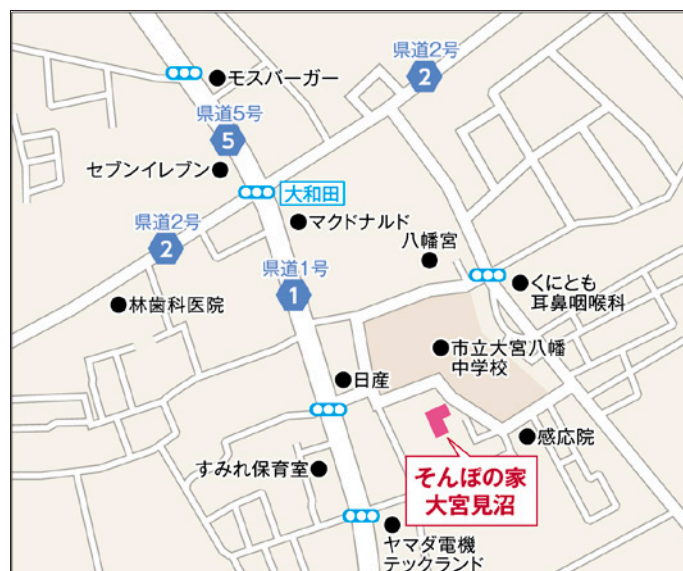 県道2号
2
モスバーガー
県道5号
5
セブンイレブン
大和田
マクドナルド
県道2号
2
八幡宮
県道1号
1
くにとも
耳鼻咽喉科
林歯科医院
市立大宮八幡
中学校
日産
感応院
すみれ保育室
そんぽの家
大宮見沼
ヤマダ電機
テックランド